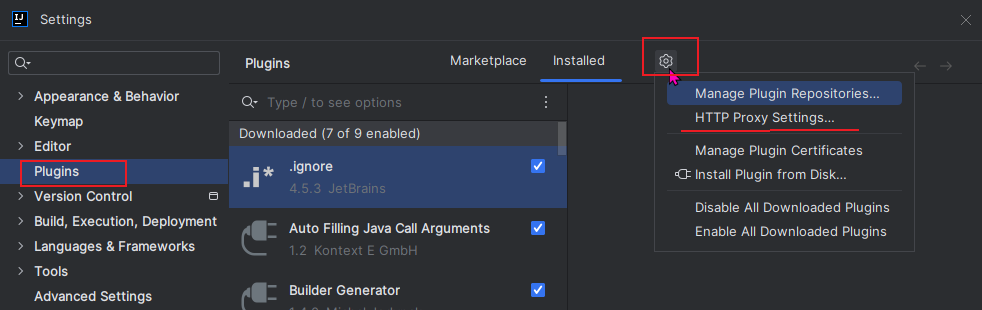 IJ Settings
Plugins Marketplace Installed
Appearance & Behavior
Keymap
Editor
Plugins
Version Control
Build, Execution, Deployment
Languages & Frameworks
Tools
Advanced Settings
Type / to see options
Downloaded (7 of 9 enabled)
.i* .ignore
4.5.3 JetBrains
Auto Filling Java Call Arguments
1.2 Kontext E GmbH
Builder Generator
Manage Plugin Repositories...
HTTP Proxy Settings...
Manage Plugin Certificates
Install Plugin from Disk...
Disable All Downloaded Plugins
Enable All Downloaded Plugins